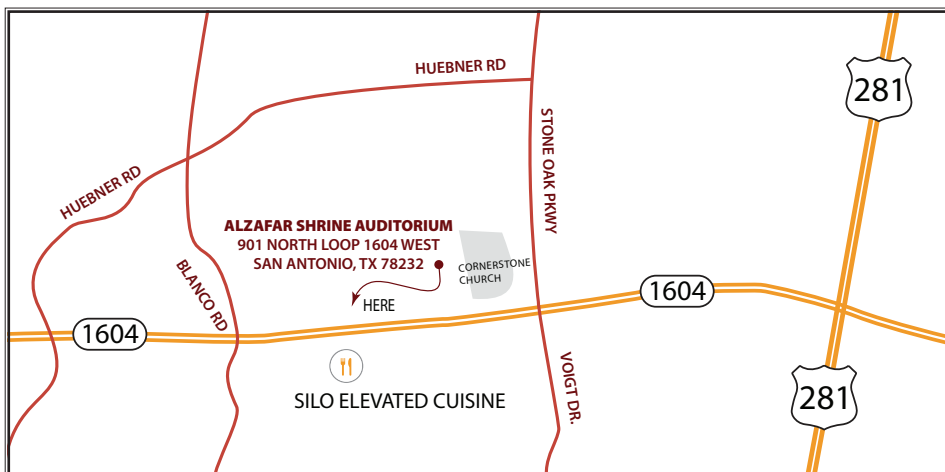 HUEBNER RD
281
STONE OAK PKWY
HUEBNER RD
ALZAFAR SHRINE AUDITORIUM
901 NORTH LOOP 1604 WEST
SAN ANTONIO, TX 78232
CORNERSTONE
CHURCH
BLANCO RD
HERE
1604
1604
VOIGT DR.
281
SILO ELEVATED CUISINE